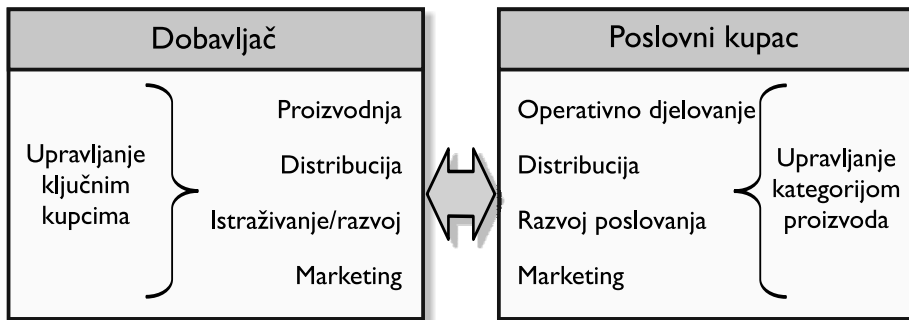 Dobavljač
Upravljanje
ključnim
kupcima
Proizvodnja
Distribucija
Istraživanje/razvoj
Marketing
Poslovni kupac
Operativno djelovanje
Distribucija
Razvoj poslovanja
Marketing
Upravljanje
kategorijom
proizvoda